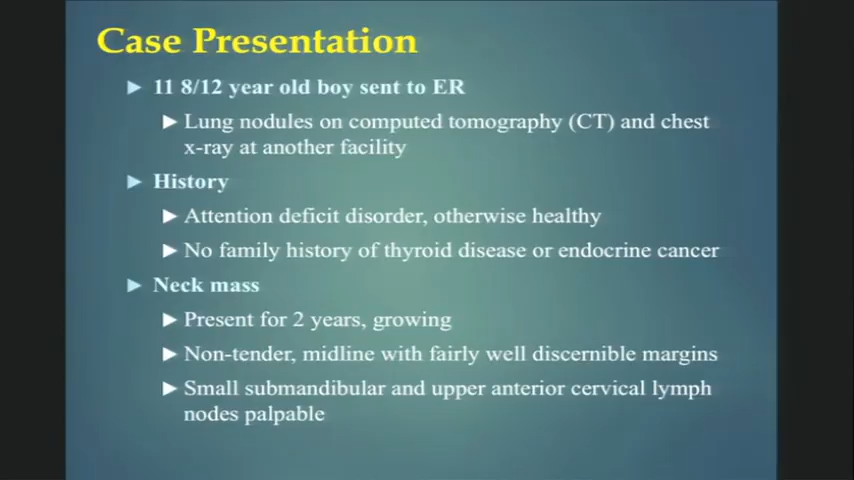 Case Presentation
► 11 8/12 year old boy sent to ER
► Lung nodules on computed tomography (CT) and chest
x-ray at another facility
► History
► Attention deficit disorder, otherwise healthy
► No family history of thyroid disease or endocrine cancer
► Neck mass
► Present for 2 years, growing
► Non-tender, midline with fairly well discernible margins
► Small submandibular and upper anterior cervical lymph
nodes palpable